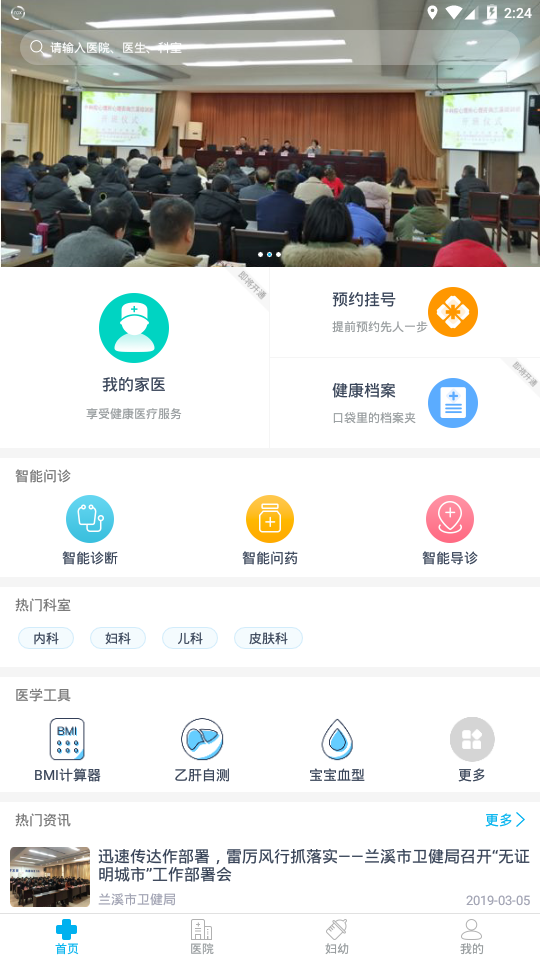 2:24
请输入医院、医生、科室
即将开通
我的家医
享受健康医疗服务
预约挂号
提前预约先人一步
即将开通
健康档案
口袋里的档案夹
智能问诊
智能诊断
智能问药
智能导诊
热门科室
内科
妇科
儿科
皮肤科
医学工具
BMI
BMI计算器
乙肝自测
宝宝血型
更多
热门资讯
更多
迅速传达作部署，雷厉风行抓落实——兰溪市卫健局召开“无证
明城市”工作部署会
兰溪市卫健局
2019-03-05
首页
医院
妇幼
我的